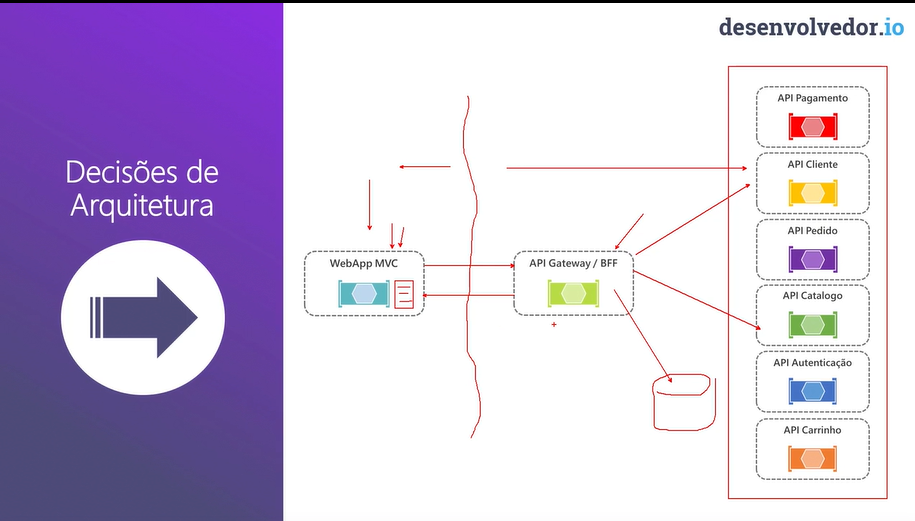 desenvolvedor.io
Decisões de
Arquitetura
WebApp MVC
API Gateway / BFF
API Pagamento
API Cliente
API Pedido
API Catalogo
API Autenticação
API Carrinho